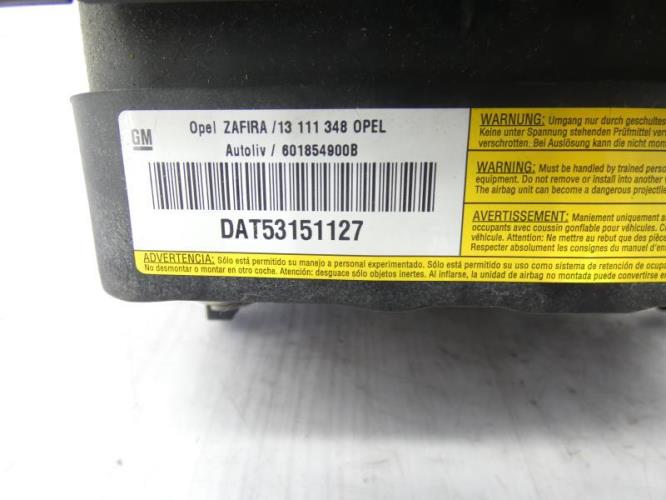 GM
Opel ZAFIRA /13 111 348 OPEL
Autoliv / 601854900B
DAT53151127
WARNUNG: Umgang nur durch geschultes
Keine unter Spannung stehenden Prüfmittel
verschrotten. Bei Auslösung kann die nicht
WARNING: Must be handled by trained
equipment. Do not remove or install into another
The airbag unit can become a dangerous projectile
AVERTISSEMENT: Maniement uniquement
occupants avec coussin gonflable pour véhicules.
véhicule. Attention: Ne mettre au rebut que des
Respecter absolument les consignes du manuel
ADVERTENCIA: Sólo está permitido su manejo a personal experimentado. Sólo está permitido su uso como sistema de retención de
No desmontar o montar en otro coche. Atención: desguace sólo objetos inertes. Al inflarse, la unidad de airbag no montada puede convertirse